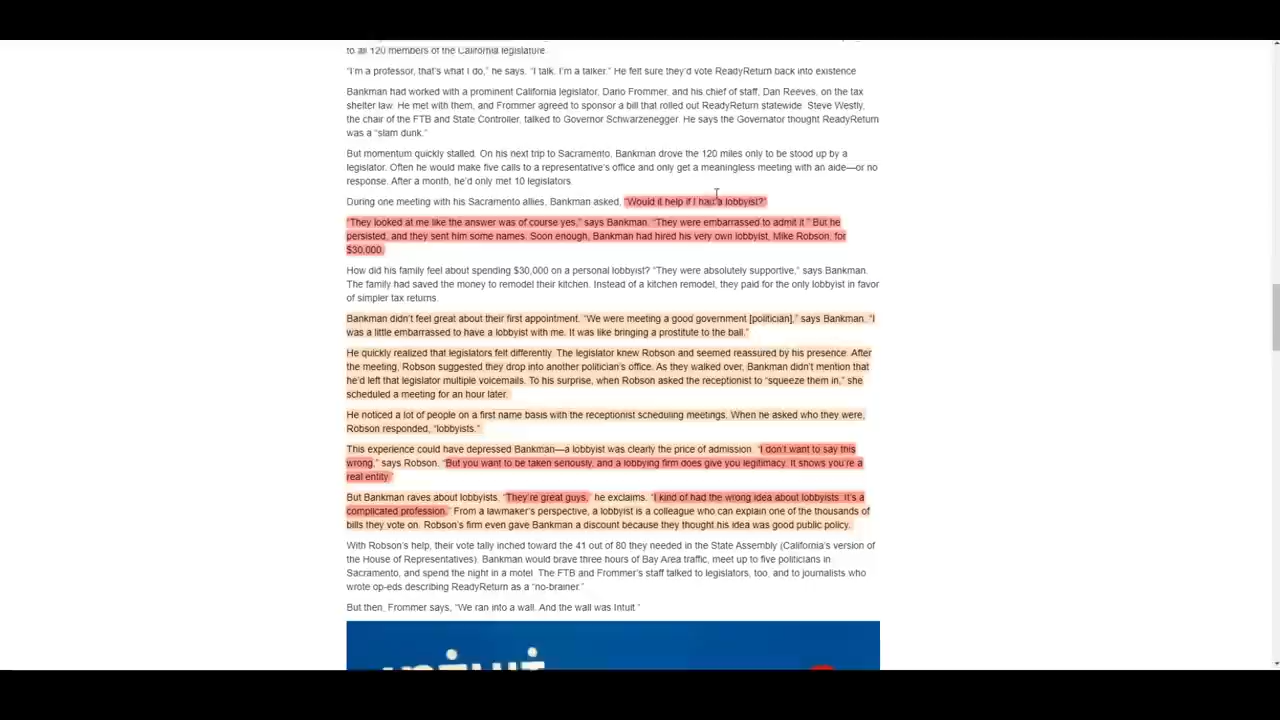 to all 120 members of the California legislature.
"I'm a professor, that's what I do," he says. "I talk. I'm a talker." He felt sure they'd vote ReadyReturn back into existence
Bankman had worked with a prominent California legislator, Dario Frommer, and his chief of staff, Dan Reeves, on the tax
shelter law. He met with them, and Frommer agreed to sponsor a bill that rolled out ReadyReturn statewide. Steve Westly,
the chair of the FTB and State Controller, talked to Governor Schwarzenegger. He says the Governator thought ReadyReturn
was a "slam dunk."
But momentum quickly stalled. On his next trip to Sacramento, Bankman drove the 120 miles only to be stood up by a
legislator. Often he would make five calls to a representative's office and only get a meaningless meeting with an aide—or no
response. After a month, he'd only met 10 legislators.
During one meeting with his Sacramento allies, Bankman asked, "Would it help if I had a lobbyist?"
"They looked at me like the answer was of course yes," says Bankman. "They were embarrassed to admit it." But he
persisted, and they sent him some names. Soon enough, Bankman had hired his very own lobbyist, Mike Robson, for
$30,000.
How did his family feel about spending $30,000 on a personal lobbyist? "They were absolutely supportive," says Bankman.
The family had saved the money to remodel their kitchen. Instead of a kitchen remodel, they paid for the only lobbyist in favor
of simpler tax returns.
Bankman didn't feel great about their first appointment. "We were meeting a good government [politician]," says Bankman. "I
was a little embarrassed to have a lobbyist with me. It was like bringing a prostitute to the ball."
He quickly realized that legislators felt differently. The legislator knew Robson and seemed reassured by his presence. After
the meeting, Robson suggested they drop into another politician's office. As they walked over, Bankman didn't mention that
he'd left that legislator multiple voicemails. To his surprise, when Robson asked the receptionist to "squeeze them in," she
scheduled a meeting for an hour later.
He noticed a lot of people on a first name basis with the receptionist scheduling meetings. When he asked who they were,
Robson responded, "lobbyists."
This experience could have depressed Bankman—a lobbyist was clearly the price of admission. "I don't want to say this
wrong," says Robson. "But you want to be taken seriously, and a lobbying firm does give you legitimacy. It shows you're a
real entity."
But Bankman raves about lobbyists. "They're great guys," he exclaims. "I kind of had the wrong idea about lobbyists. It's a
complicated profession." From a lawmaker's perspective, a lobbyist is a colleague who can explain one of the thousands of
bills they vote on. Robson's firm even gave Bankman a discount because they thought his idea was good public policy.
With Robson's help, their vote tally inched toward the 41 out of 80 they needed in the State Assembly (California's version of
the House of Representatives). Bankman would brave three hours of Bay Area traffic, meet up to five politicians in
Sacramento, and spend the night in a motel. The FTB and Frommer's staff talked to legislators, too, and to journalists who
wrote op-eds describing ReadyReturn as a "no-brainer."
But then, Frommer says, "We ran into a wall. And the wall was Intuit."